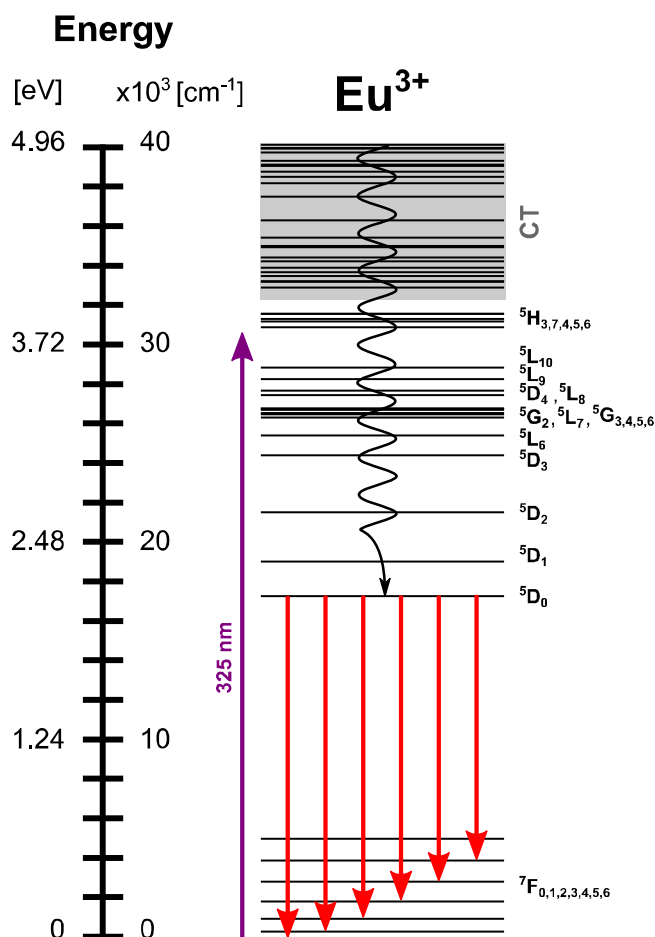 Energy
[eV] x10³ [cm⁻¹] Eu³⁺
4.96 40
CT
⁵H₃,₇,₄,₅,₆
3.72 30
⁵L₁₀
⁵L₉
⁵D₄ , ⁵L₈
⁵G₂, ⁵L₇, ⁵G₃,₄,₅,₆
⁵L₆
⁵D₃
⁵D₂
2.48 20
⁵D₁
⁵D₀
325 nm
1.24 10
⁷F₀,₁,₂,₃,₄,₅,₆
0 0